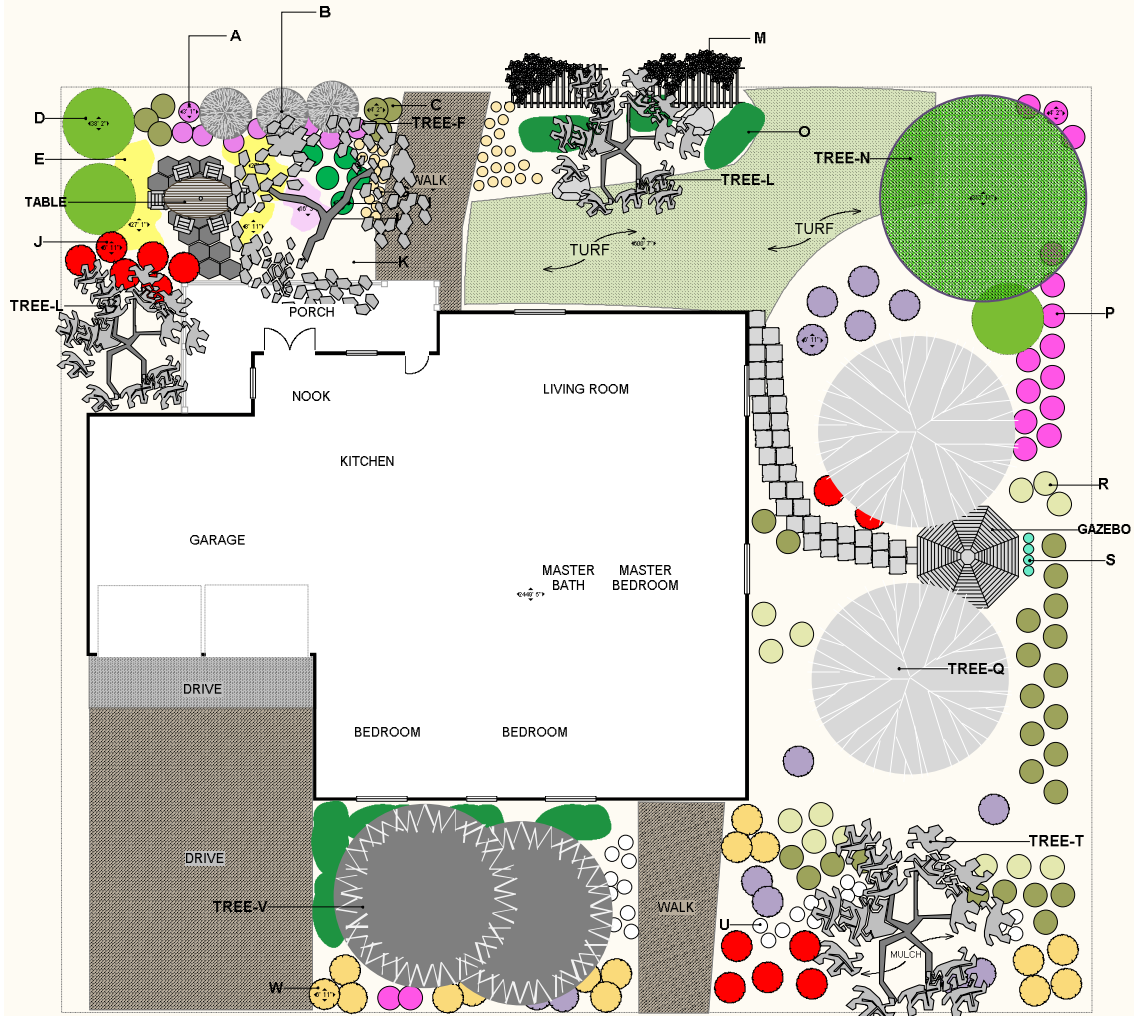 B
A
M
C
D
TREE-F
O
E
TREE-N
WALK
TREE-L
TABLE
TURF
TURF
J
K
TREE-L
PORCH
P
NOOK
LIVING ROOM
KITCHEN
R
GAZEBO
GARAGE
S
MASTER
BATH
MASTER
BEDROOM
TREE-Q
DRIVE
BEDROOM
BEDROOM
TREE-T
DRIVE
TREE-V
WALK
U
MULCH
W